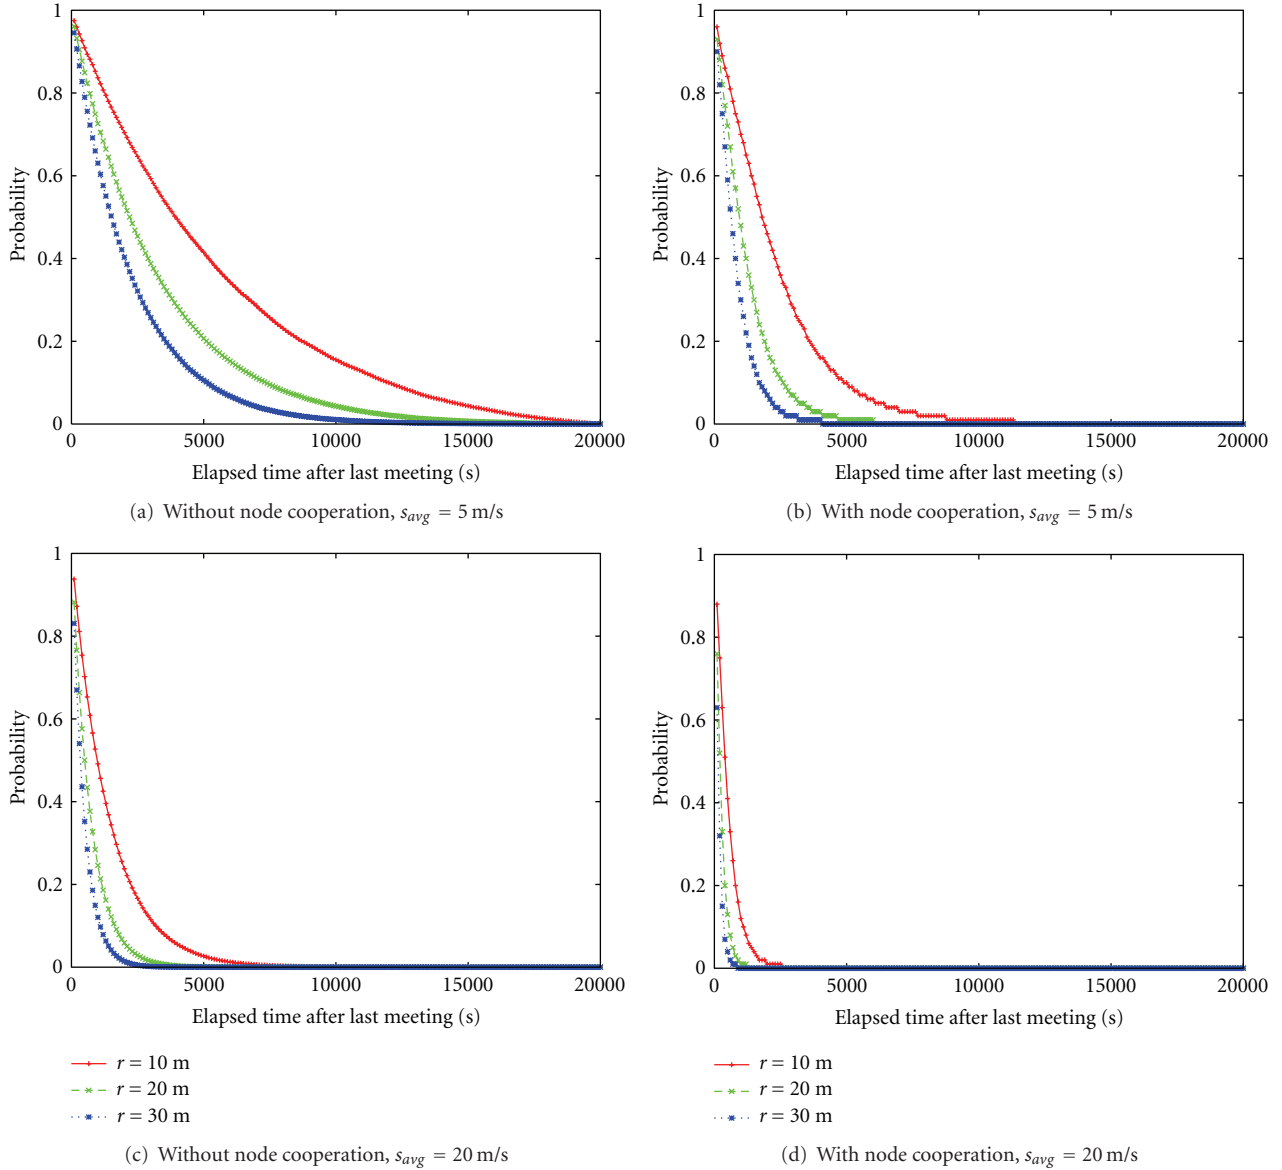 1
0.8
0.6
0.4
0.2
0
Probability
0 5000 10000 15000 20000
Elapsed time after last meeting (s)
(a) Without node cooperation, s_avg = 5 m/s
1
0.8
0.6
0.4
0.2
0
Probability
0 5000 10000 15000 20000
Elapsed time after last meeting (s)
(b) With node cooperation, s_avg = 5 m/s
1
0.8
0.6
0.4
0.2
0
Probability
0 5000 10000 15000 20000
Elapsed time after last meeting (s)
r = 10 m
r = 20 m
r = 30 m
(c) Without node cooperation, s_avg = 20 m/s
1
0.8
0.6
0.4
0.2
0
Probability
0 5000 10000 15000 20000
Elapsed time after last meeting (s)
r = 10 m
r = 20 m
r = 30 m
(d) With node cooperation, s_avg = 20 m/s